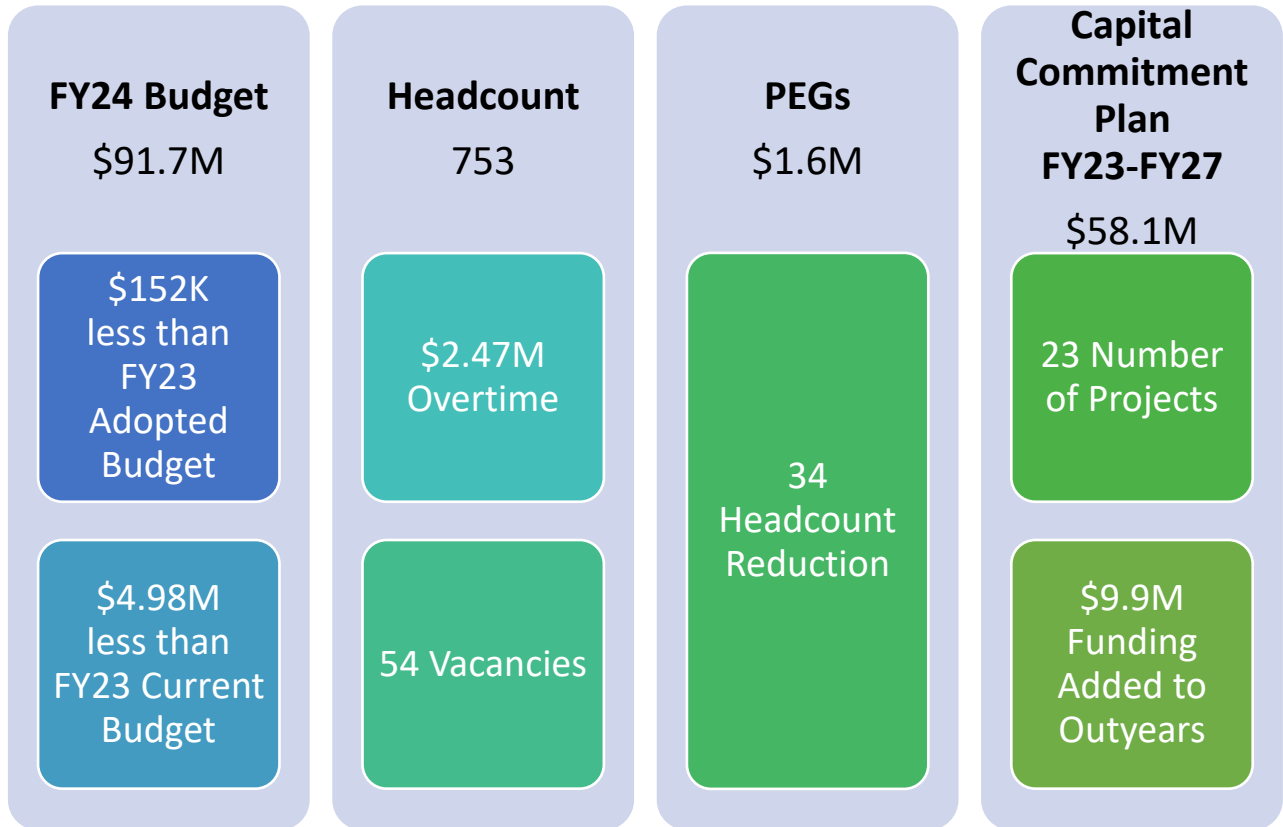 FY24 Budget
$91.7M
$152K
less than
FY23
Adopted
Budget
$4.98M
less than
FY23 Current
Budget
Headcount
753
$2.47M
Overtime
54 Vacancies
PEGs
$1.6M
34
Headcount
Reduction
Capital
Commitment
Plan
FY23-FY27
$58.1M
23 Number
of Projects
$9.9M
Funding
Added to
Outyears